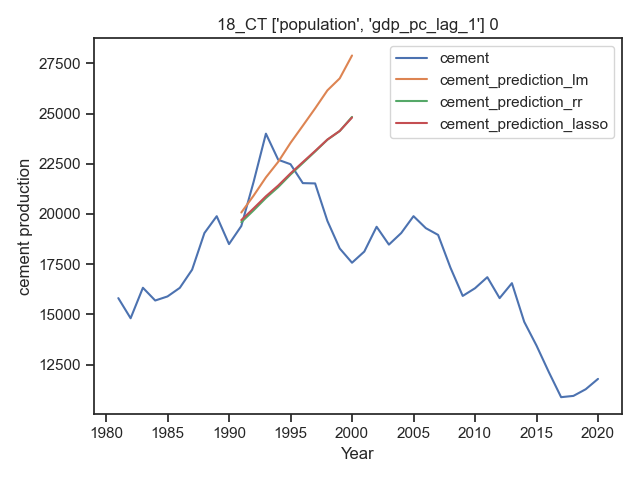 18_CT ['population', 'gdp_pc_lag_1'] 0
cement
cement_prediction_lm
cement_prediction_rr
cement_prediction_lasso
cement production
27500
25000
22500
20000
17500
15000
12500
1980 1985 1990 1995 2000 2005 2010 2015 2020
Year